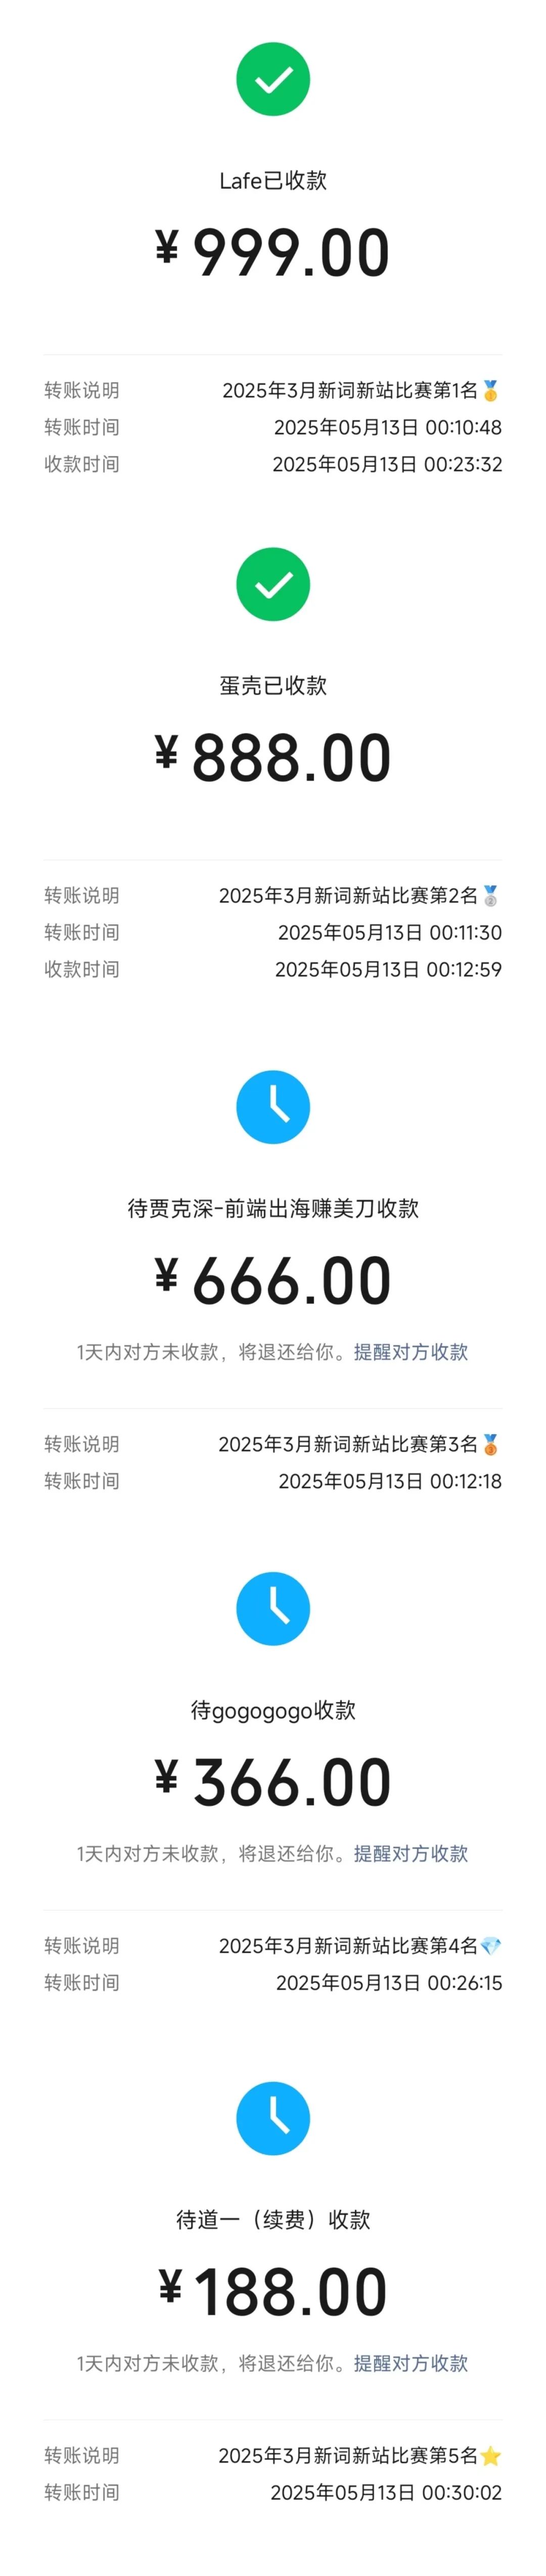 Lafe已收款
¥999.00
转账说明 2025年3月新词新站比赛第1名🥇
转账时间 2025年05月13日 00:10:48
收款时间 2025年05月13日 00:23:32
蛋壳已收款
¥888.00
转账说明 2025年3月新词新站比赛第2名🥈
转账时间 2025年05月13日 00:11:30
收款时间 2025年05月13日 00:12:59
待贾克深-前端出海赚美刀收款
¥666.00
1天内对方未收款，将退还给你。提醒对方收款
转账说明 2025年3月新词新站比赛第3名🥉
转账时间 2025年05月13日 00:12:18
待gogogogo收款
¥366.00
1天内对方未收款，将退还给你。提醒对方收款
转账说明 2025年3月新词新站比赛第4名💎
转账时间 2025年05月13日 00:26:15
待道一（续费）收款
¥188.00
1天内对方未收款，将退还给你。提醒对方收款
转账说明 2025年3月新词新站比赛第5名⭐
转账时间 2025年05月13日 00:30:02